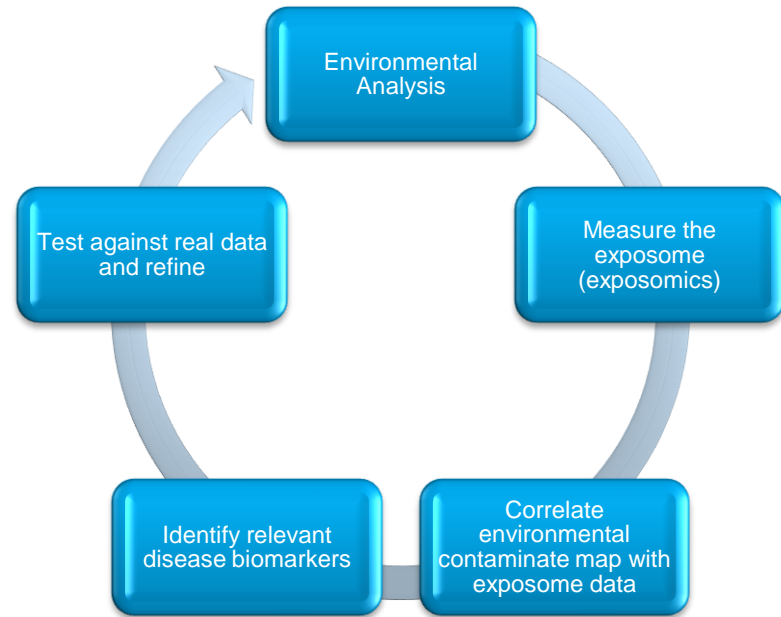 Environmental
Analysis
Measure the
exposome
(exposomics)
Correlate
environmental
contaminate map with
exposome data
Identify relevant
disease biomarkers
Test against real data
and refine